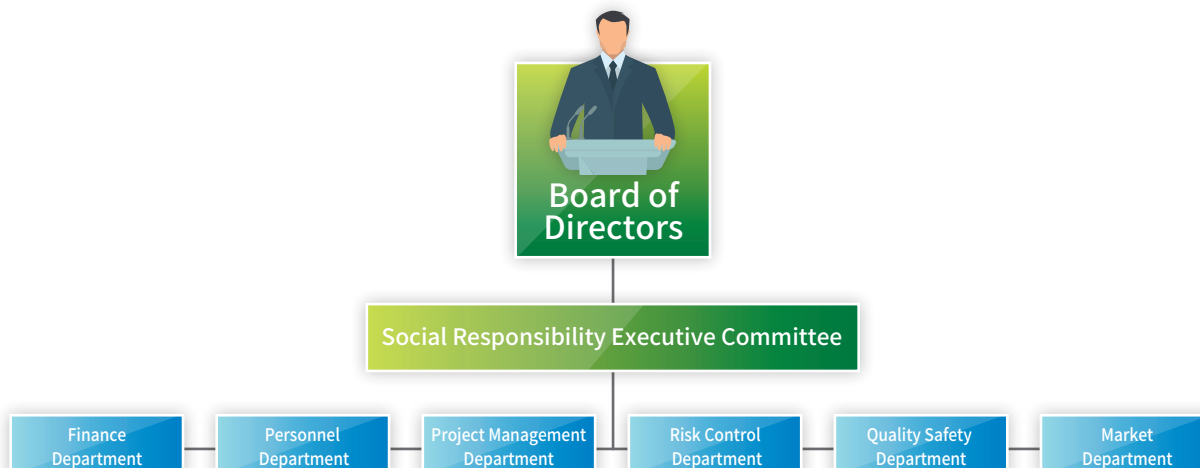 Board of
Directors
Social Responsibility Executive Committee
Finance
Department
Personnel
Department
Project Management
Department
Risk Control
Department
Quality Safety
Department
Market
Department